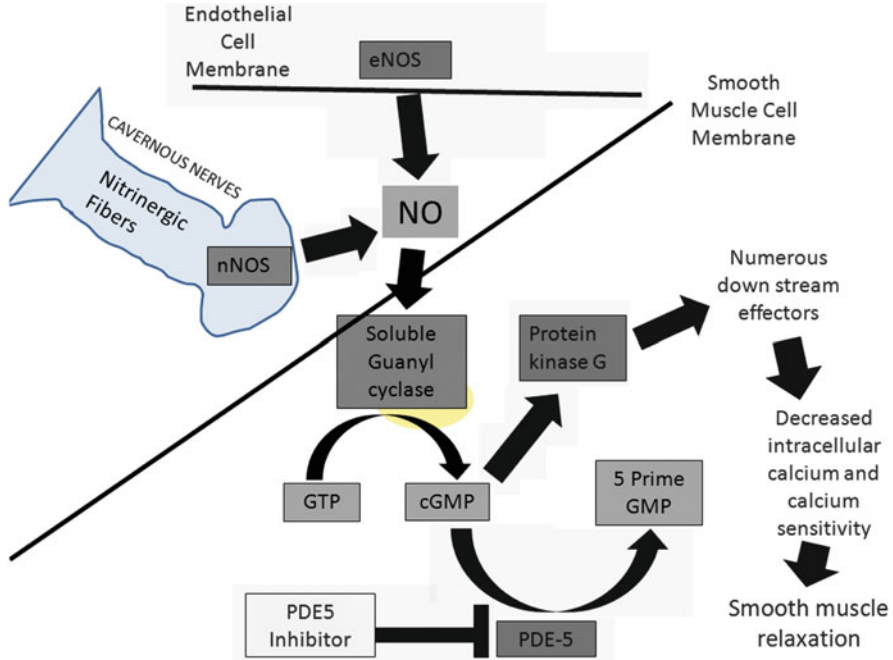 Endothelial
Cell
Membrane
eNOS
Smooth
Muscle Cell
Membrane
CAVERNOUS NERVES
Nitrinergic
Fibers
nNOS
NO
Numerous
down stream
effectors
Soluble
Guanyl
cyclase
Protein
kinase G
Decreased
intracellular
calcium and
calcium
sensitivity
GTP
cGMP
5 Prime
GMP
PDE5
Inhibitor
PDE-5
Smooth muscle
relaxation